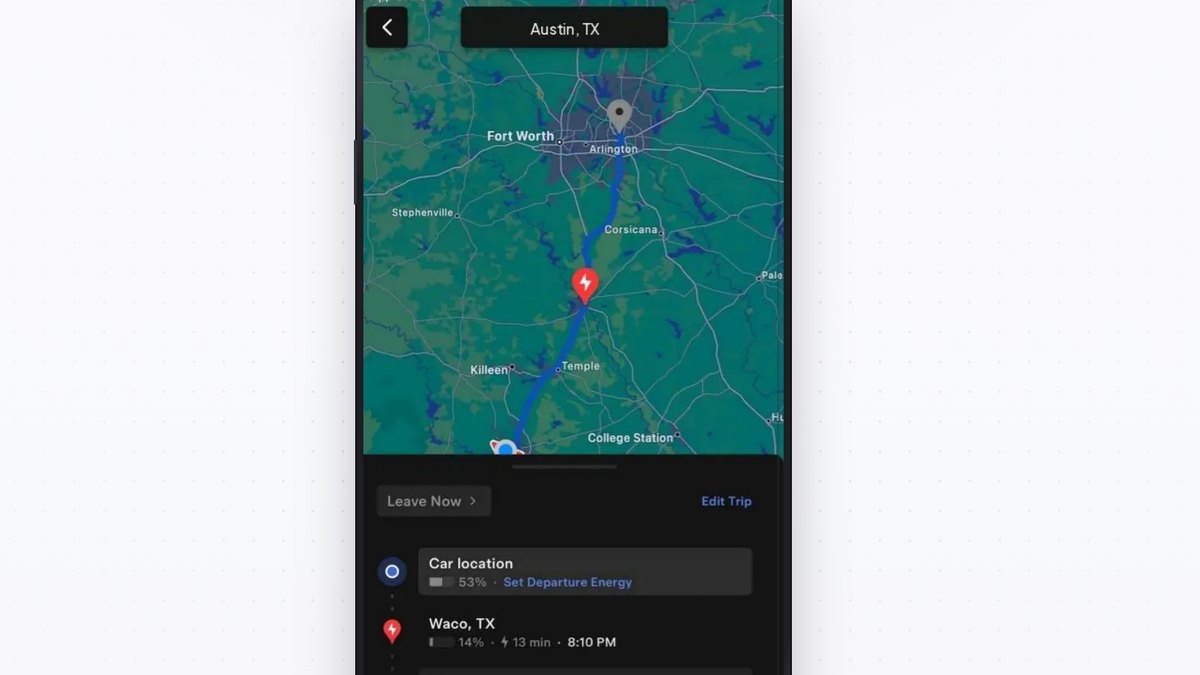 Austin, TX
Fort Worth
Arlington
Stephenville
Corsicana
Pale
Killeen
Temple
College Station
Hu
Leave Now
Edit Trip
Car location
53% · Set Departure Energy
Waco, TX
14% · 13 min · 8:10 PM